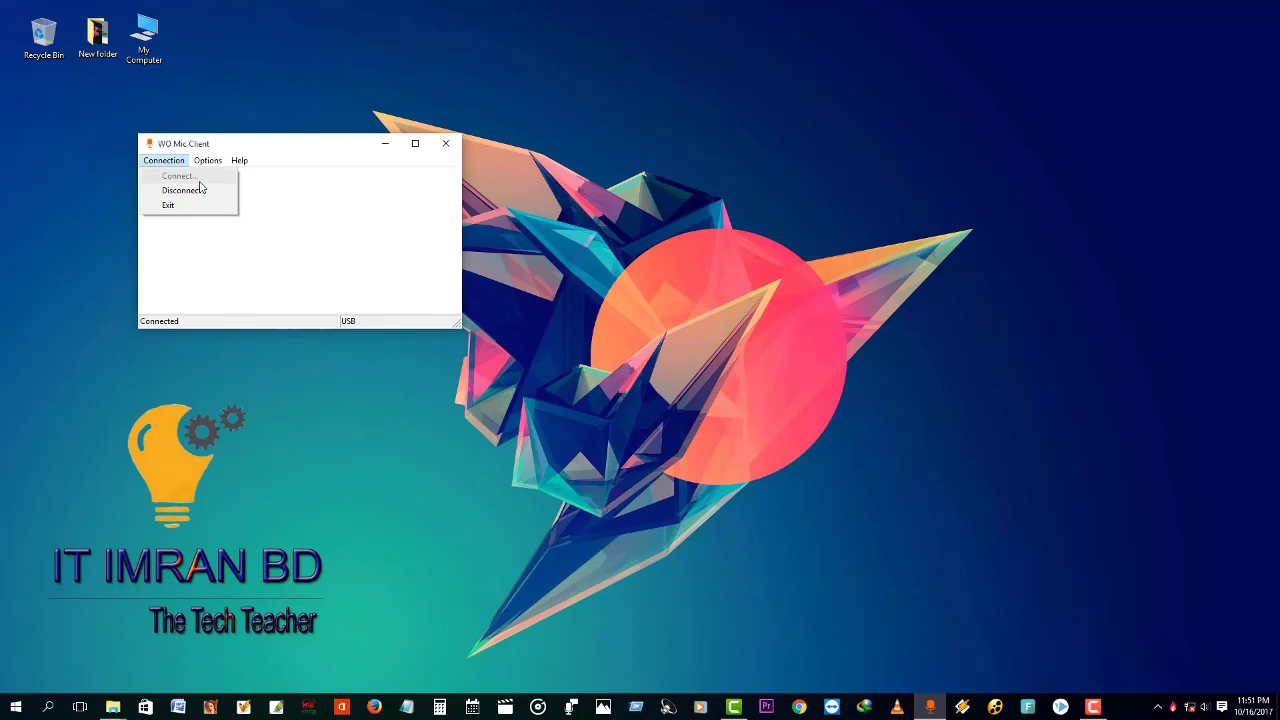 Recycle Bin
New folder
My
Computer
WO Mic Client
Connection Options Help
Connect...
Disconnect
Exit
Connected USB
IT IMRAN BD
The Tech Teacher
11:51 PM
10/16/2017